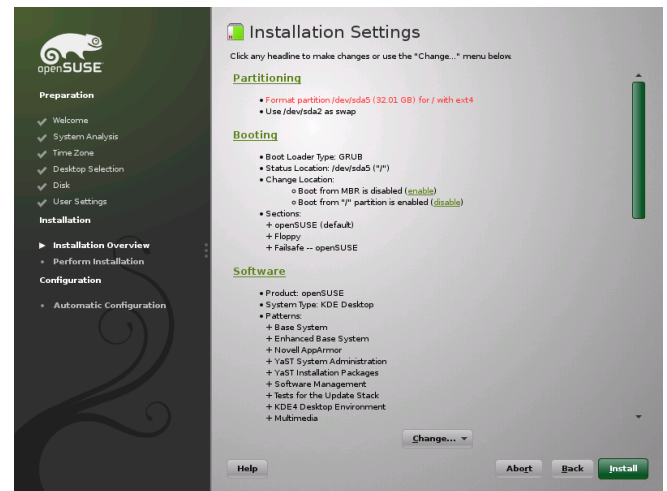 openSUSE
Preparation
Welcome
System Analysis
Time Zone
Desktop Selection
Disk
User Settings
Installation
Installation Overview
Perform Installation
Configuration
Automatic Configuration
Installation Settings
Click any headline to make changes or use the "Change..." menu below.
Partitioning
• Format partition /dev/sda5 (32.01 GB) for / with ext4
• Use /dev/sda2 as swap
Booting
• Boot Loader Type: GRUB
• Status Location: /dev/sda5 ("/")
• Change Location:
o Boot from MBR is disabled (enable)
o Boot from "/" partition is enabled (disable)
• Sections:
+ openSUSE (default)
+ Floppy
+ Failsafe -- openSUSE
Software
• Product: openSUSE
• System Type: KDE Desktop
• Patterns:
+ Base System
+ Enhanced Base System
+ Novell AppArmor
+ YaST System Administration
+ YaST Installation Packages
+ Software Management
+ Tests for the Update Stack
+ KDE4 Desktop Environment
+ Multimedia
Change...
Help
Abort
Back
Install